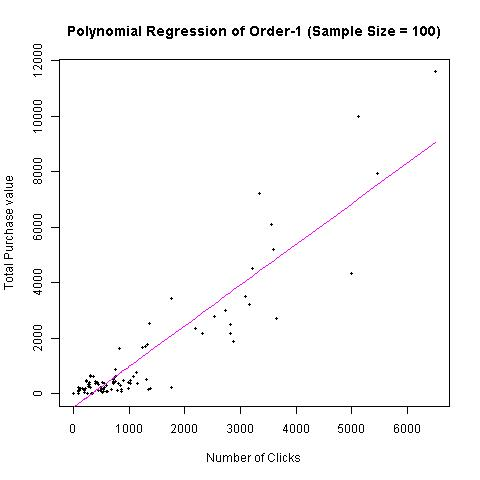 Polynomial Regression of Order-1 (Sample Size = 100)
Total Purchase value
12000
10000
8000
6000
4000
2000
0
0 1000 2000 3000 4000 5000 6000
Number of Clicks